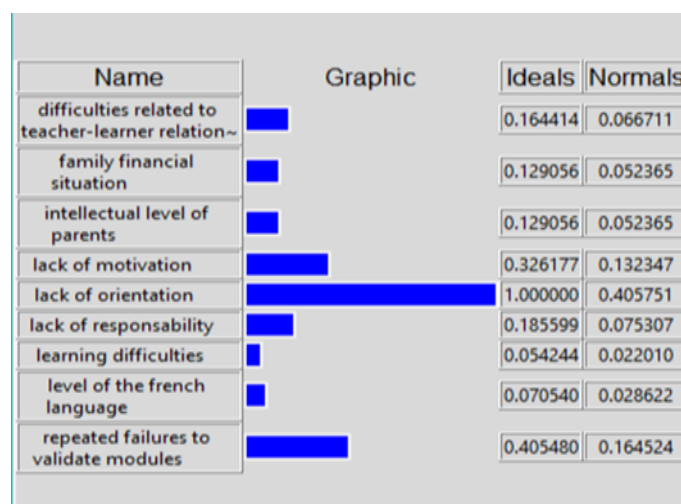 Name Graphic Ideals Normals
difficulties related to
teacher-learner relation~ 0.164414 0.066711
family financial
situation 0.129056 0.052365
intellectual level of
parents 0.129056 0.052365
lack of motivation 0.326177 0.132347
lack of orientation 1.000000 0.405751
lack of responsability 0.185599 0.075307
learning difficulties 0.054244 0.022010
level of the french
language 0.070540 0.028622
repeated failures to
validate modules 0.405480 0.164524